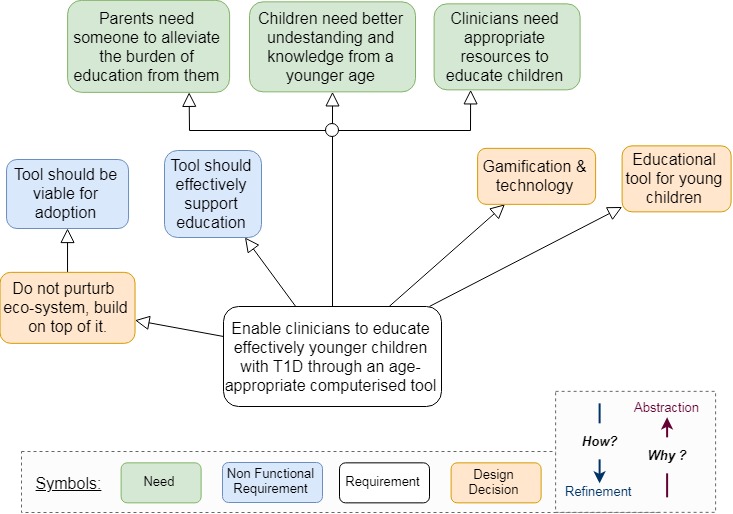 Parents need
someone to alleviate
the burden of
education from them
Children need better
undestanding and
knowledge from a
younger age
Clinicians need
appropriate
resources to
educate children
Tool should be
viable for
adoption
Tool should
effectively
support
education
Gamification &
technology
Educational
tool for young
children
Do not purturb
eco-system, build
on top of it.
Enable clinicians to educate
effectively younger children
with T1D through an age-
appropriate computerised tool
Symbols:
Need
Non Functional
Requirement
Requirement
Design
Decision
How?
Refinement
Abstraction
Why ?